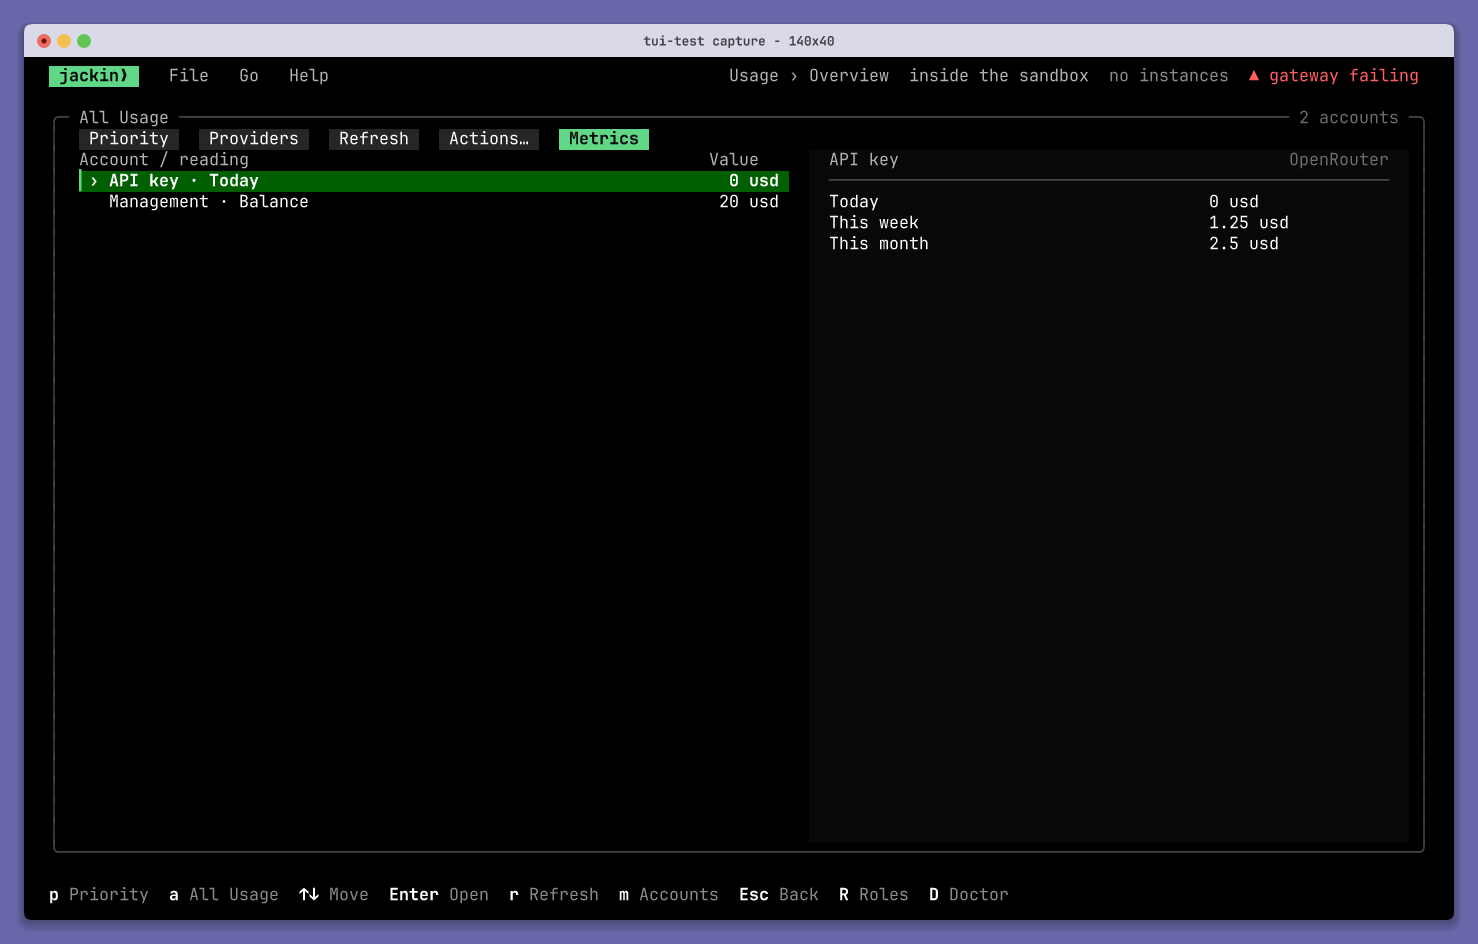 tui-test capture - 140x40
jackin❯ File Go Help Usage › Overview inside the sandbox no instances ▲ gateway failing
All Usage 2 accounts
Priority Providers Refresh Actions… Metrics
Account / reading Value API key OpenRouter
› API key · Today 0 usd
Management · Balance 20 usd Today 0 usd
This week 1.25 usd
This month 2.5 usd
p Priority a All Usage ↑↓ Move Enter Open r Refresh m Accounts Esc Back R Roles D Doctor